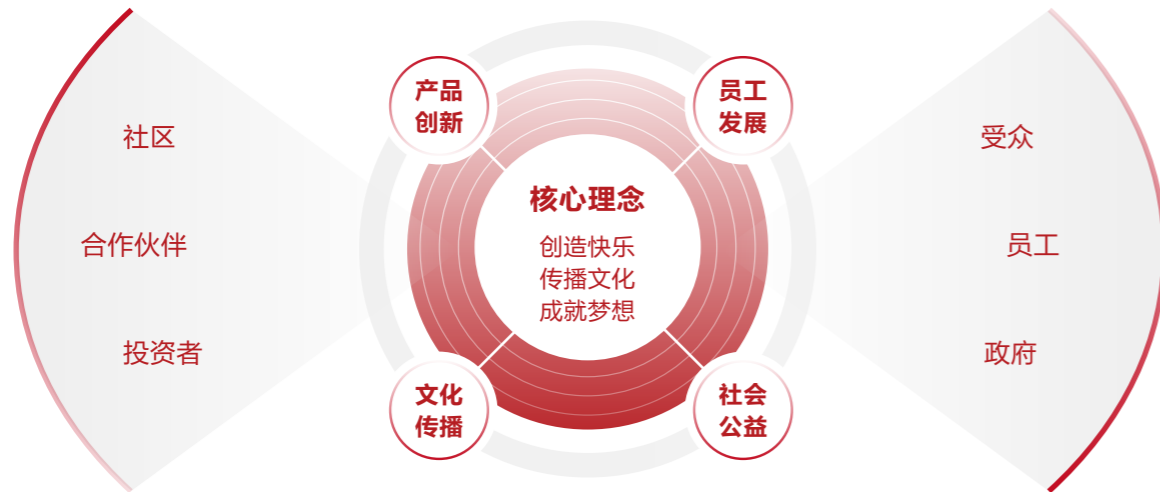 社区
合作伙伴
投资者
产品
创新
员工
发展
核心理念
创造快乐
传播文化
成就梦想
文化
传播
社会
公益
受众
员工
政府